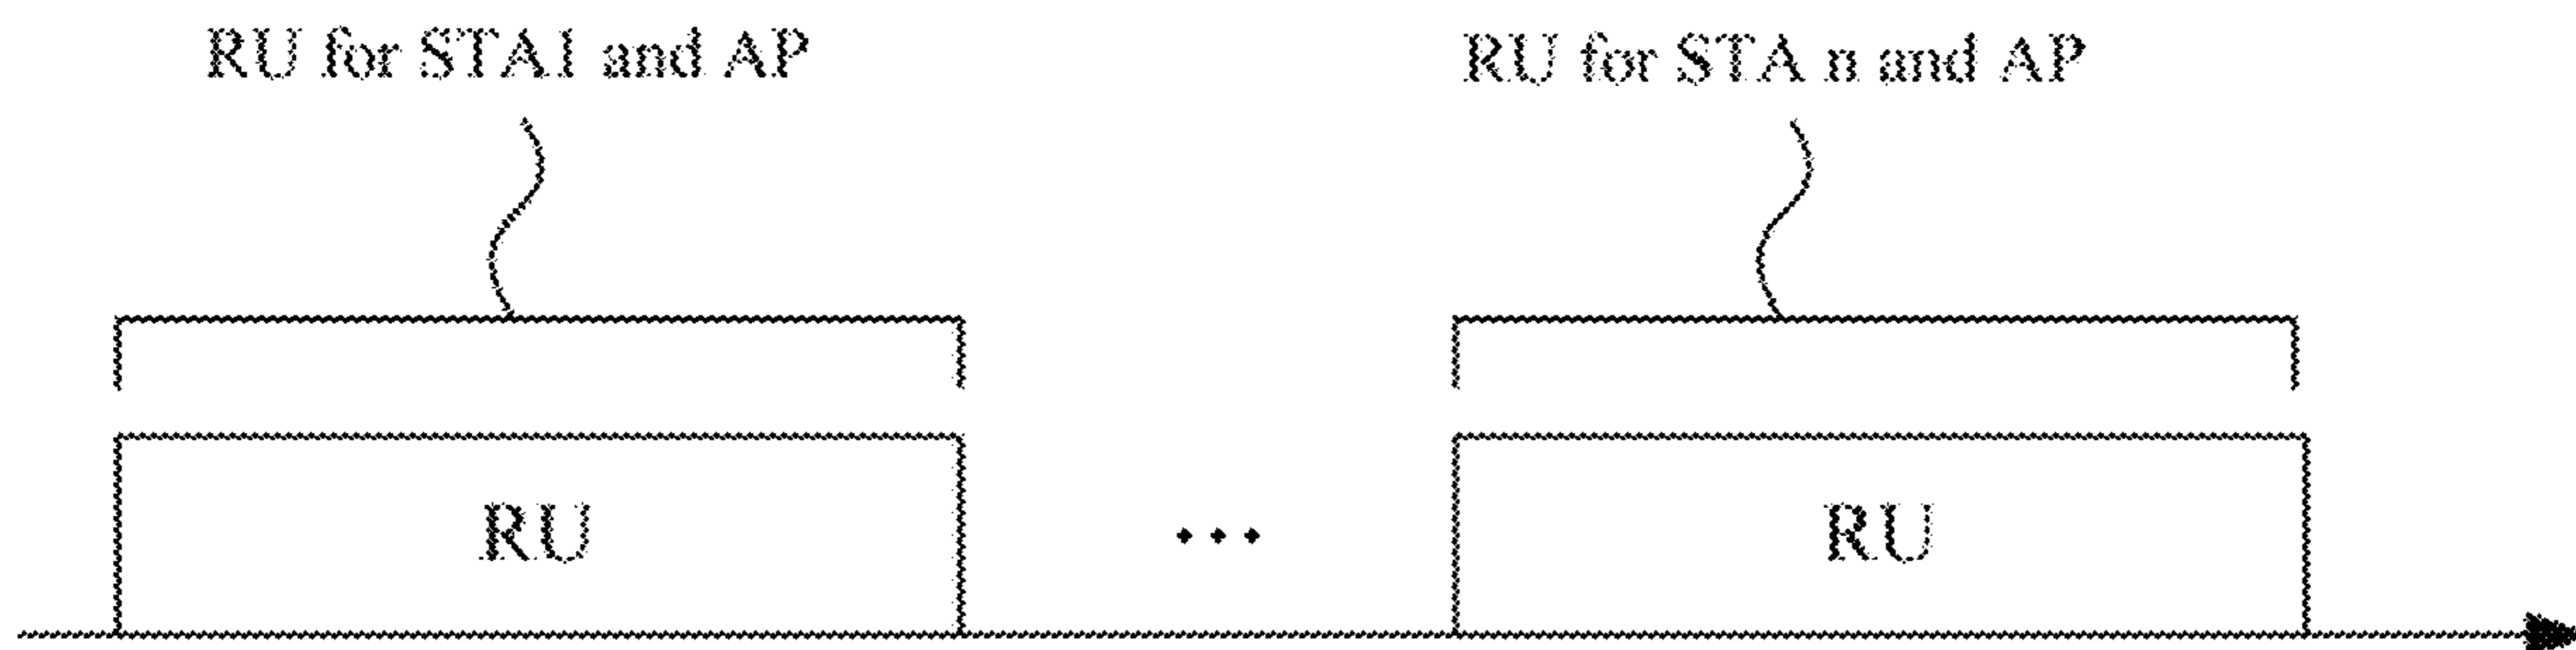 RU for STA1 and AP
RU for STA n and AP
RU
...
RU